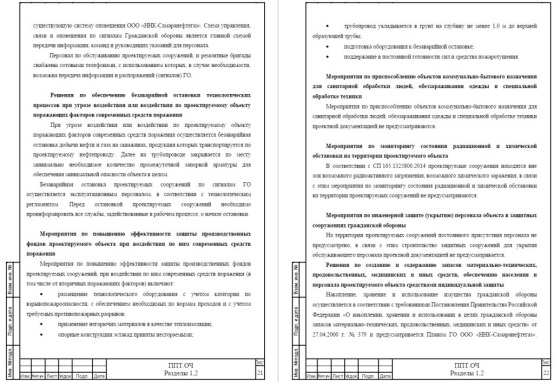 существующую систему оповещения ООО «ННК-Самаранефтегаз». Схема управления,
связи и оповещения по сигналам Гражданской обороны является главной схемой
передачи информации, команд и руководящих указаний для персонала.
Персонал по обслуживанию проектируемых сооружений, и ремонтные бригады
снабжены сотовыми телефонами, с использованием которых, в случае необходимости,
возможна передача информации и распоряжений (сигналов) ГО.
Решения по обеспечению безаварийной остановки технологических
процессов при угрозе воздействия или воздействии по проектируемому объекту
поражающих факторов современных средств поражения
При угрозе воздействия или воздействии по проектируемому объекту
поражающих факторов современных средств поражения осуществляется безаварийная
остановка добычи нефти и газа на скважинах, продукция которых транспортируется по
проектируемому нефтепроводу. Далее на трубопроводе закрывается по месту
минимально необходимое количество промежуточной запорной арматуры для
обеспечения минимальной опасности объекта в целом.
Безаварийная остановка проектируемых сооружений по сигналам ГО
осуществляется эксплуатационным персоналом, в соответствии с технологическим
регламентом. Перед остановкой проектируемых сооружений необходимо
проинформировать все службы, задействованные в рабочем процессе, о начале остановки.
Мероприятия по повышению эффективности защиты производственных
фондов проектируемого объекта при воздействии по ним современных средств
поражения
Мероприятия по повышению эффективности защиты производственных фондов
проектируемых сооружений, при воздействии по ним современных средств поражения (в
том числе от вторичных поражающих факторов) включают:
• размещение технологического оборудования с учетом категории по
взрывопожароопасности, с обеспечением необходимых по нормам проходов и с учетом
требуемых противопожарных разрывов;
• применение негорючих материалов в качестве теплоизоляции;
• опорные конструкции эстакад приняты несгораемыми;
Взам. инв. №
Подп. и дата
Изм. Кол.уч. Лист №док. Подп. Дата
ППТ.ОЧ
Разделы 1,2
Лист
21
• трубопровод укладывается в грунт на глубину не менее 1.0 м до верхней
образующей трубы;
• подготовка оборудования к безаварийной остановке;
• поддержание в постоянной готовности сил и средств пожаротушения.
Мероприятия по приспособлению объектов коммунально-бытового назначения
для санитарной обработки людей, обеззараживания одежды и специальной
обработке техники
Мероприятия по приспособлению объектов коммунально-бытового назначения для
санитарной обработки людей, обеззараживания одежды и специальной обработки техники
проектной документацией не предусматриваются.
Мероприятия по мониторингу состояния радиационной и химической
обстановки на территории проектируемого объекта
В соответствии с СП 165.1325800.2014 проектируемые сооружения находятся вне
зон возможного радиоактивного загрязнения, возможного химического заражения, в связи
с этим мероприятия по мониторингу состояния радиационной и химической обстановки
на территории проектируемых сооружений не предусматриваются.
Мероприятия по инженерной защите (укрытию) персонала объекта в защитных
сооружениях гражданской обороны
На территории проектируемых сооружений постоянного присутствия персонала не
предусмотрено, в связи с этим строительство защитных сооружений для укрытия
обслуживающего персонала проектной документацией не предусматривается.
Решения по созданию и содержанию запасов материально-технических,
продовольственных, медицинских и иных средств, обеспечению населения и
персонала проектируемого объекта средствами индивидуальной защиты
Накопление, хранение и использование имущества гражданской обороны
осуществляется в соответствии с требованиями Постановления Правительства Российской
Федерации «О накоплении, хранении и использовании в целях гражданской обороны
запасов материально-технических, продовольственных, медицинских и иных средств» от
27.04.2000 г. № 379 и предусматривается Планом ГО ООО «ННК-Самаранефтегаз».
Взам. инв. №
Подп. и дата
Изм. Кол.уч. Лист №док. Подп. Дата
ППТ.ОЧ
Разделы 1,2
Лист
22